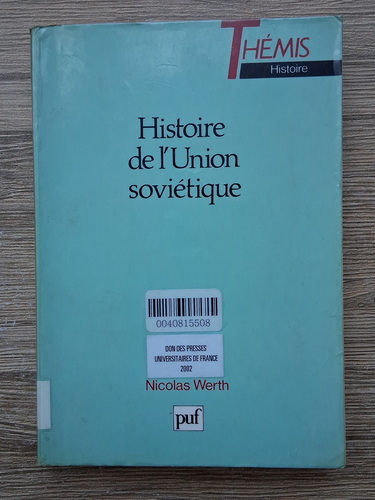 THÉMIS
Histoire
Histoire
de l'Union
soviétique
0040815508
DON DES PRESSES
UNIVERSITAIRES DE FRANCE
2002
Nicolas Werth
puf